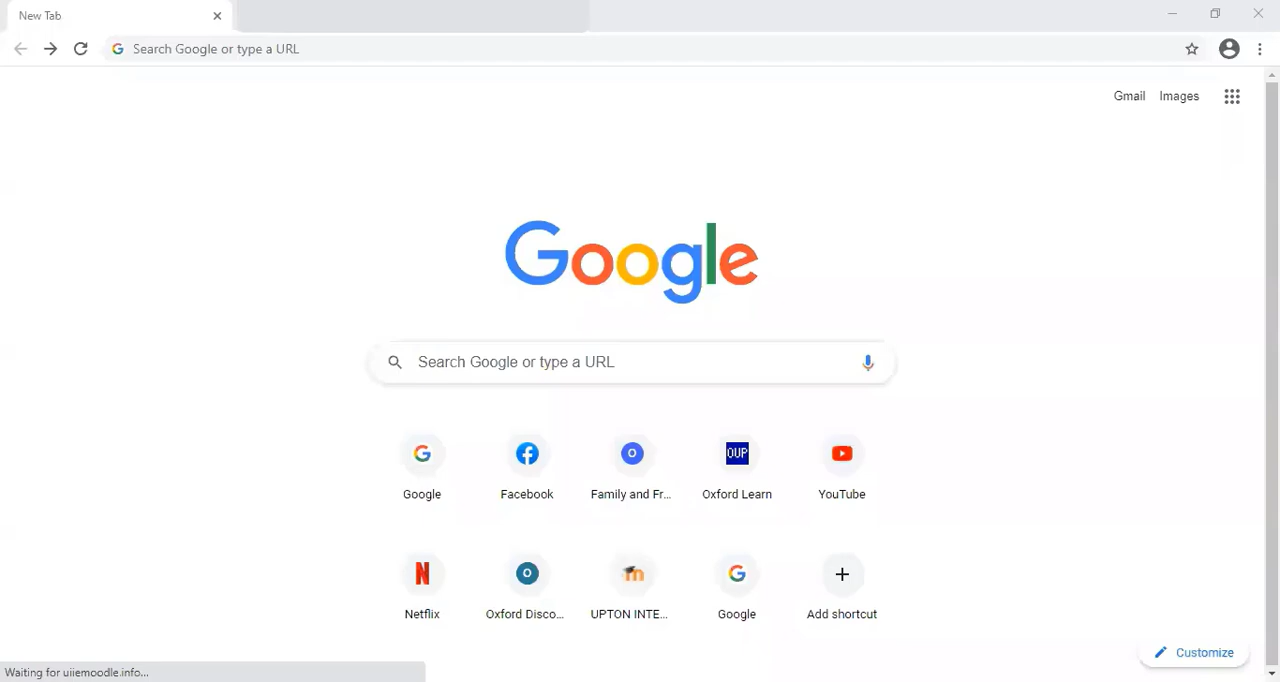 New Tab
Search Google or type a URL
Gmail Images
Google
Search Google or type a URL
OUP
Google Facebook Family and Fr... Oxford Learn YouTube
Netflix Oxford Disco... UPTON INTE... Google Add shortcut
Customize
Waiting for uiiemoodle.info...